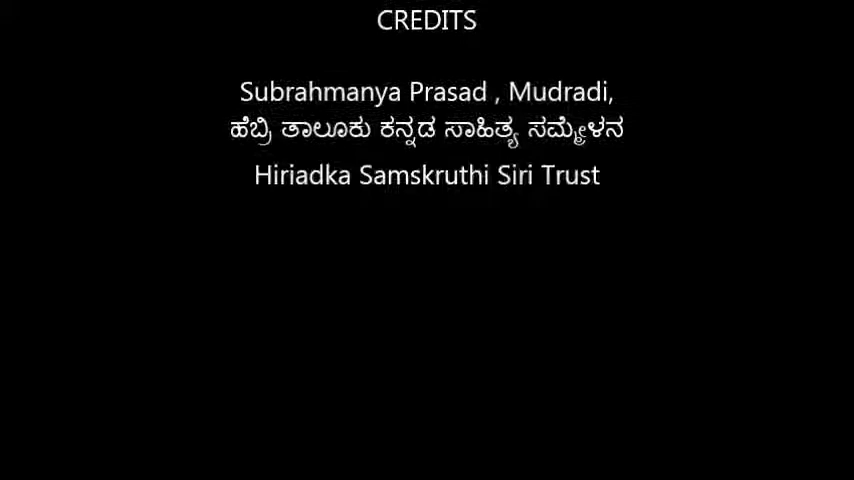 CREDITS
Subrahmanya Prasad , Mudradi,
ಹೆಬ್ರಿ ತಾಲೂಕು ಕನ್ನಡ ಸಾಹಿತ್ಯ ಸಮ್ಮೇಳನ
Hiriadka Samskruthi Siri Trust